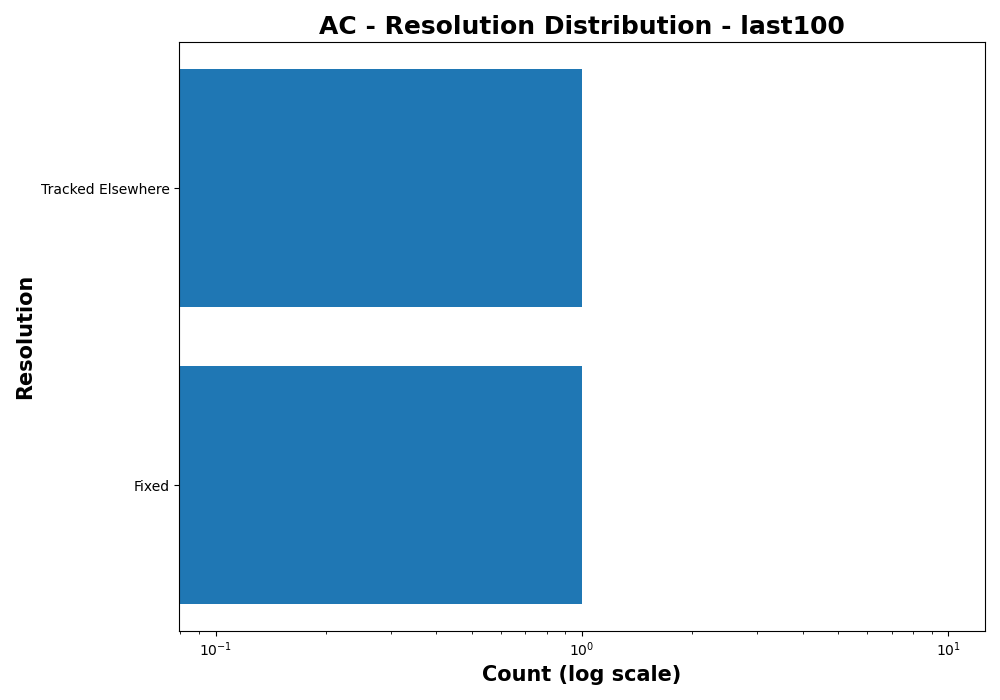 AC - Resolution Distribution - last100
Resolution
Tracked Elsewhere
Fixed
10⁻¹
10⁰
10¹
Count (log scale)